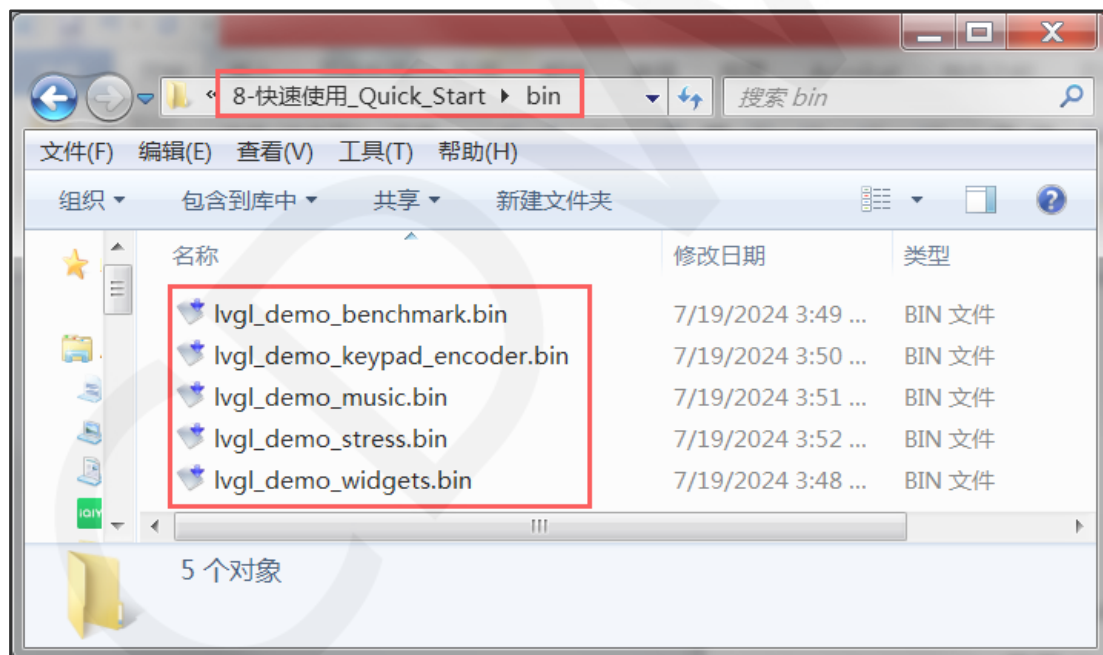 « 8-快速使用_Quick_Start ▸ bin
搜索 bin
文件(F) 编辑(E) 查看(V) 工具(T) 帮助(H)
组织 包含到库中 共享 新建文件夹
名称 修改日期 类型
lvgl_demo_benchmark.bin 7/19/2024 3:49 ... BIN 文件
lvgl_demo_keypad_encoder.bin 7/19/2024 3:50 ... BIN 文件
lvgl_demo_music.bin 7/19/2024 3:51 ... BIN 文件
lvgl_demo_stress.bin 7/19/2024 3:52 ... BIN 文件
lvgl_demo_widgets.bin 7/19/2024 3:48 ... BIN 文件
5 个对象